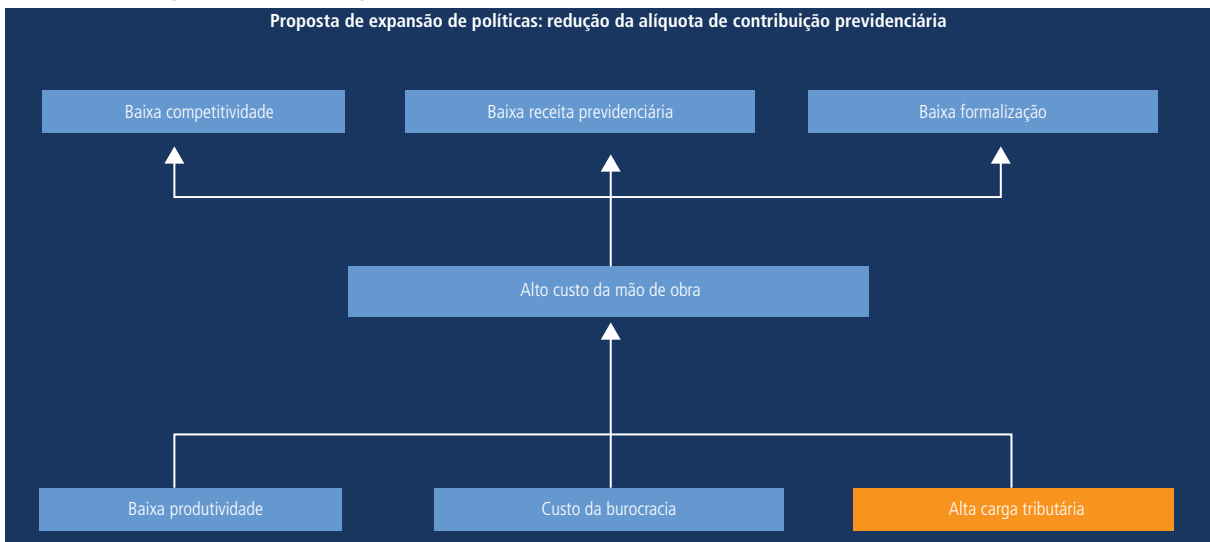 Proposta de expansão de políticas: redução da alíquota de contribuição previdenciária
Baixa competitividade
Baixa receita previdenciária
Baixa formalização
Alto custo da mão de obra
Baixa produtividade
Custo da burocracia
Alta carga tributária